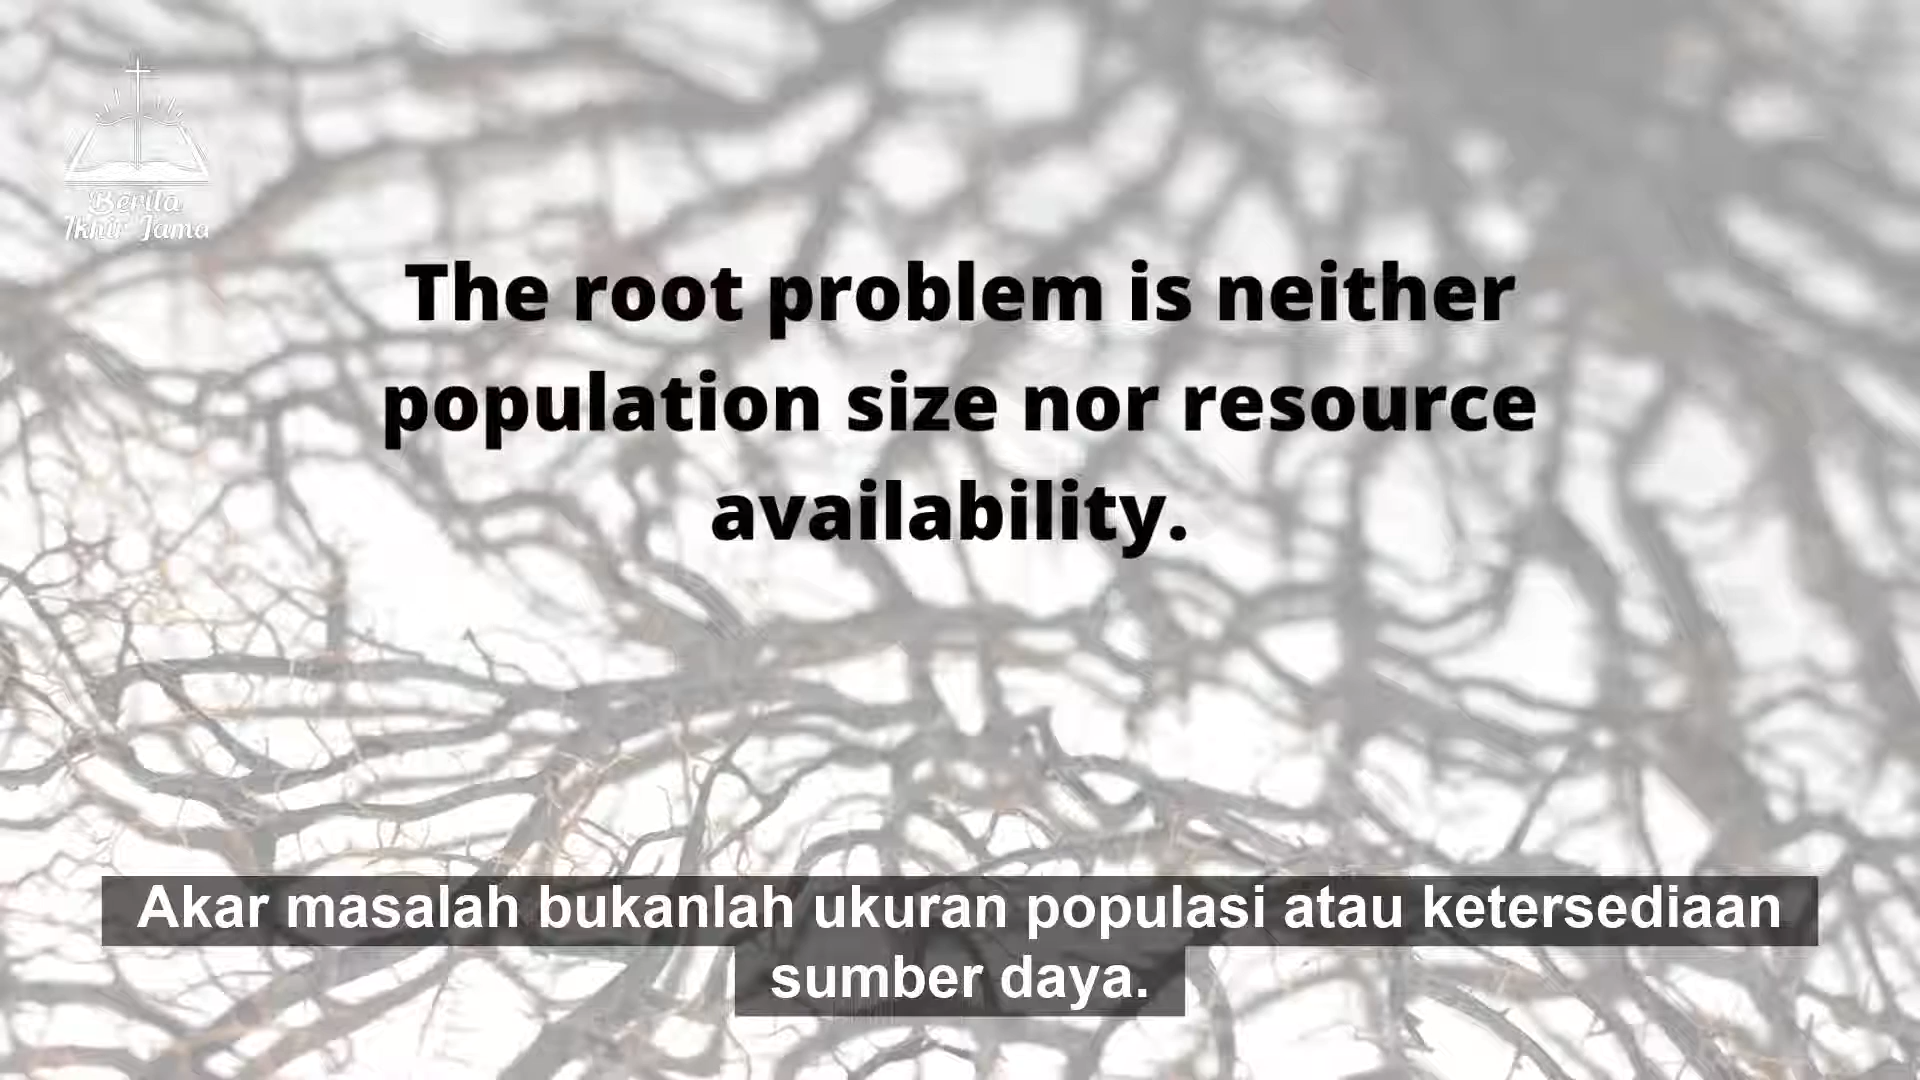 Berita
Akhir Jama
The root problem is neither
population size nor resource
availability.
Akar masalah bukanlah ukuran populasi atau ketersediaan
sumber daya.